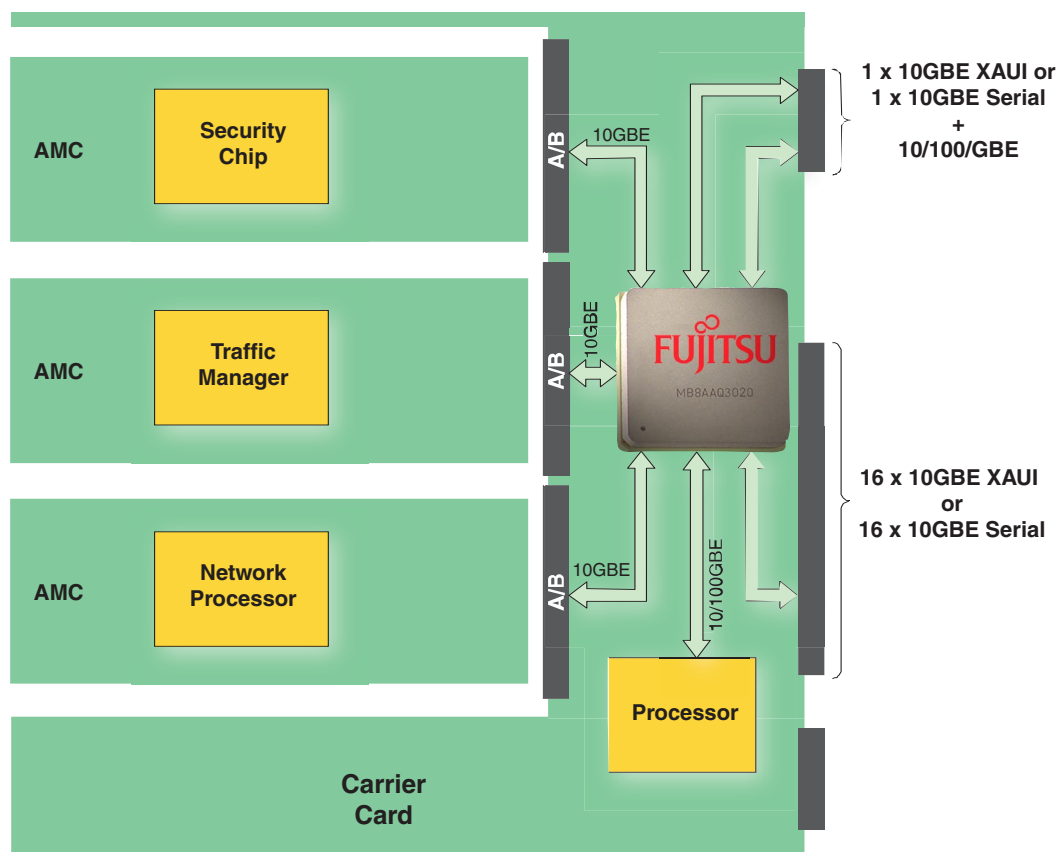 1 x 10GBE XAUI or
1 x 10GBE Serial
+
10/100/GBE
AMC
Security
Chip
A/B
10GBE
AMC
Traffic
Manager
A/B
10GBE
FUJITSU
MB8AAQ3020
16 x 10GBE XAUI
or
16 x 10GBE Serial
AMC
Network
Processor
A/B
10GBE
10/100GBE
Processor
Carrier
Card